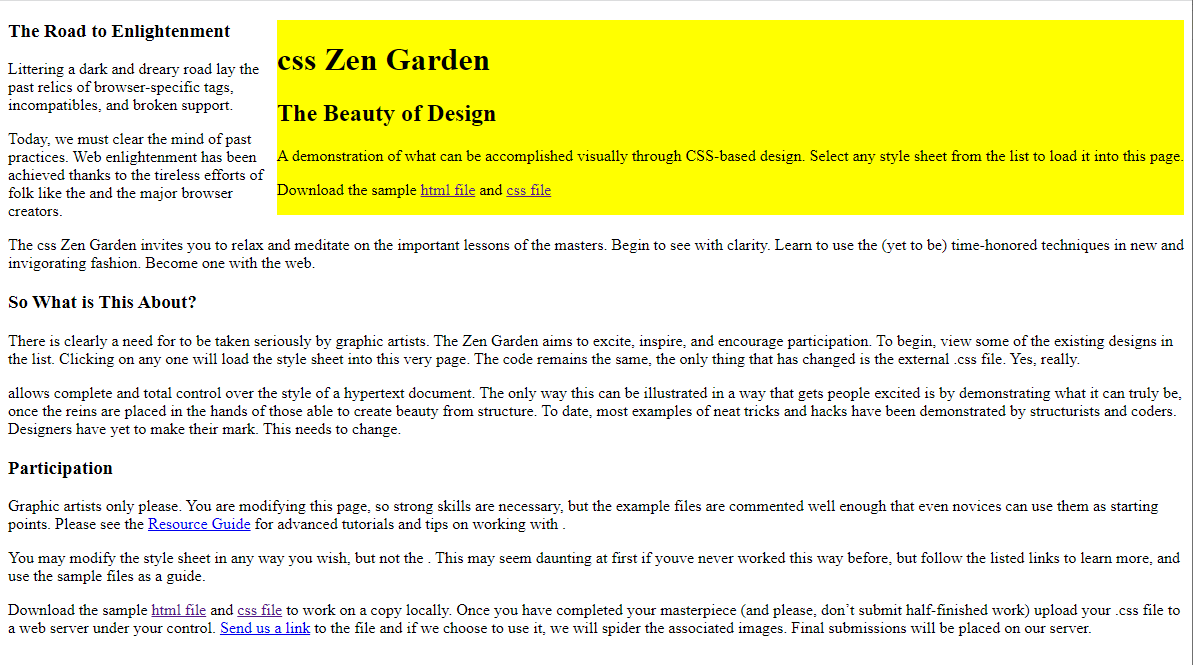 The Road to Enlightenment
Littering a dark and dreary road lay the
past relics of browser-specific tags,
incompatibles, and broken support.
Today, we must clear the mind of past
practices. Web enlightenment has been
achieved thanks to the tireless efforts of
folk like the and the major browser
creators.
css Zen Garden
The Beauty of Design
A demonstration of what can be accomplished visually through CSS-based design. Select any style sheet from the list to load it into this page.
Download the sample html file and css file
The css Zen Garden invites you to relax and meditate on the important lessons of the masters. Begin to see with clarity. Learn to use the (yet to be) time-honored techniques in new and
invigorating fashion. Become one with the web.
So What is This About?
There is clearly a need for to be taken seriously by graphic artists. The Zen Garden aims to excite, inspire, and encourage participation. To begin, view some of the existing designs in
the list. Clicking on any one will load the style sheet into this very page. The code remains the same, the only thing that has changed is the external .css file. Yes, really.
allows complete and total control over the style of a hypertext document. The only way this can be illustrated in a way that gets people excited is by demonstrating what it can truly be,
once the reins are placed in the hands of those able to create beauty from structure. To date, most examples of neat tricks and hacks have been demonstrated by structurists and coders.
Designers have yet to make their mark. This needs to change.
Participation
Graphic artists only please. You are modifying this page, so strong skills are necessary, but the example files are commented well enough that even novices can use them as starting
points. Please see the Resource Guide for advanced tutorials and tips on working with .
You may modify the style sheet in any way you wish, but not the . This may seem daunting at first if youve never worked this way before, but follow the listed links to learn more, and
use the sample files as a guide.
Download the sample html file and css file to work on a copy locally. Once you have completed your masterpiece (and please, don’t submit half-finished work) upload your .css file to
a web server under your control. Send us a link to the file and if we choose to use it, we will spider the associated images. Final submissions will be placed on our server.